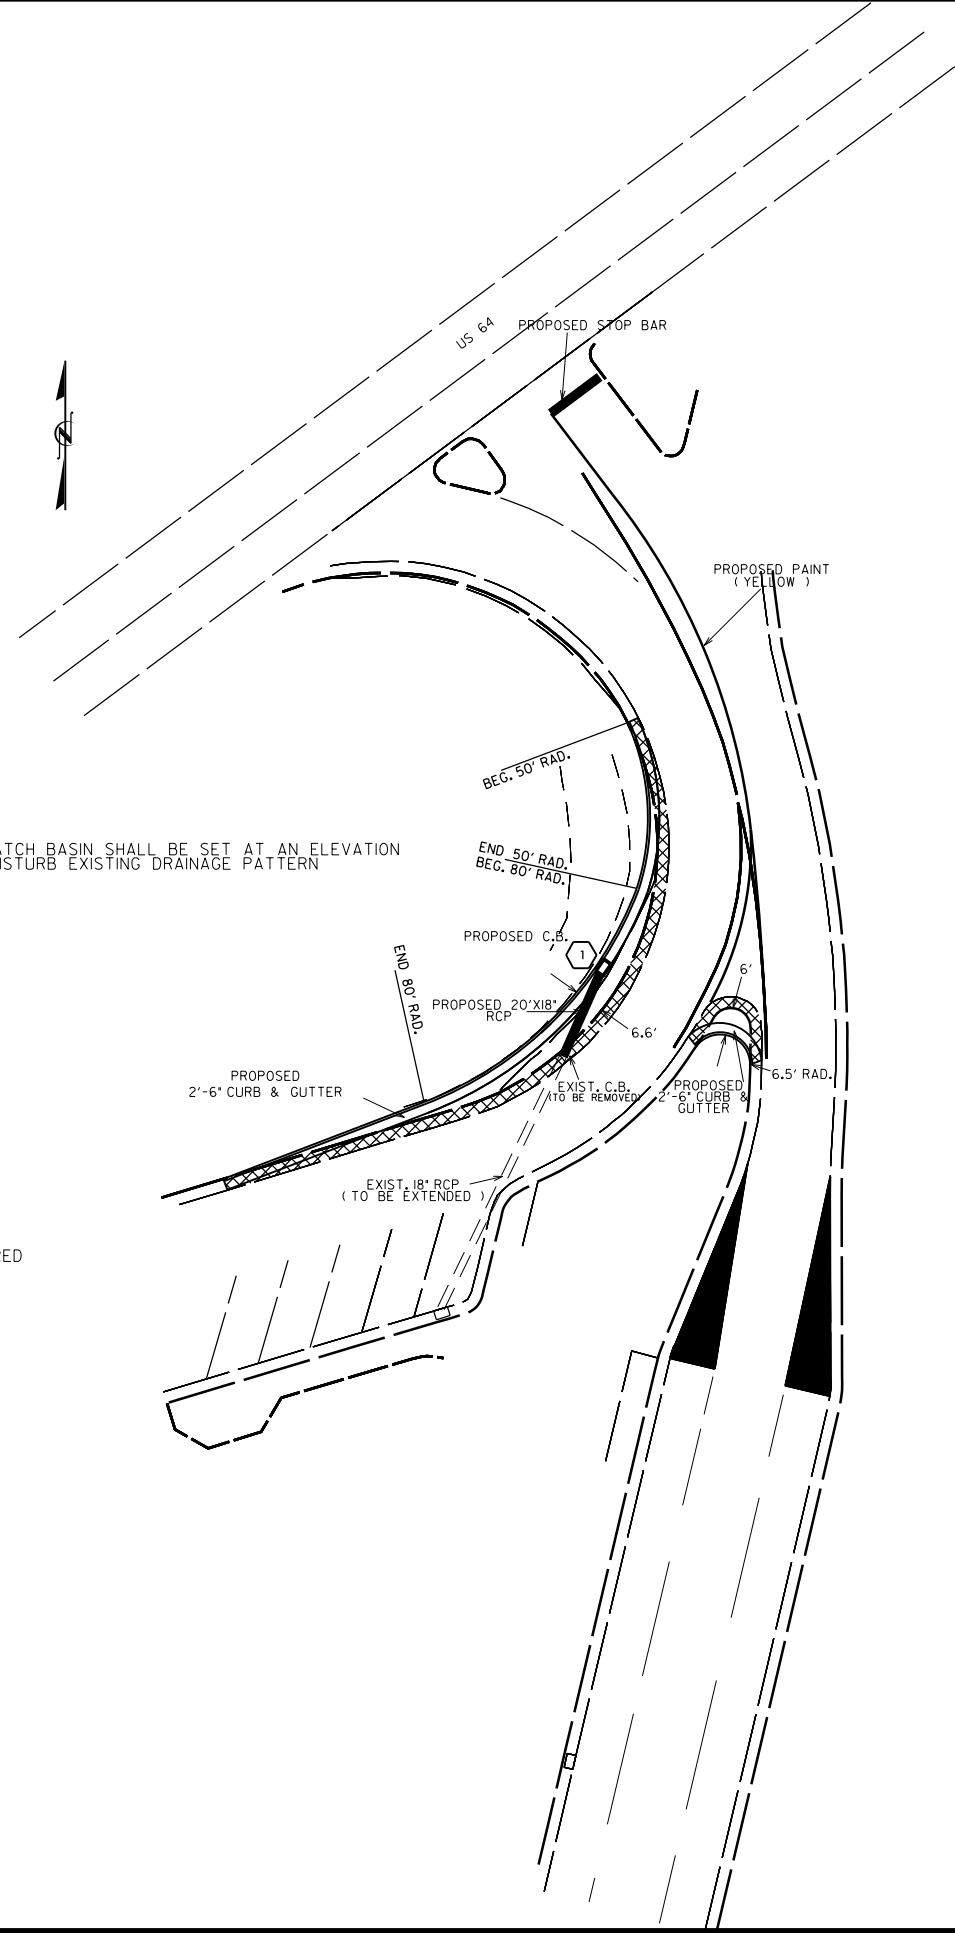 US 64
PROPOSED STOP BAR
N
PROPOSED PAINT
( YELLOW )
BEG. 50' RAD.
ATCH BASIN SHALL BE SET AT AN ELEVATION
ISTURB EXISTING DRAINAGE PATTERN
END 50' RAD.
BEG. 80' RAD.
PROPOSED C.B.
1
END 80' RAD.
6'
PROPOSED 20'X18"
RCP
6.6'
PROPOSED
2'-6" CURB & GUTTER
EXIST. C.B.
(TO BE REMOVED)
6.5' RAD.
PROPOSED
2'-6" CURB &
GUTTER
EXIST. 18" RCP
( TO BE EXTENDED )
RED